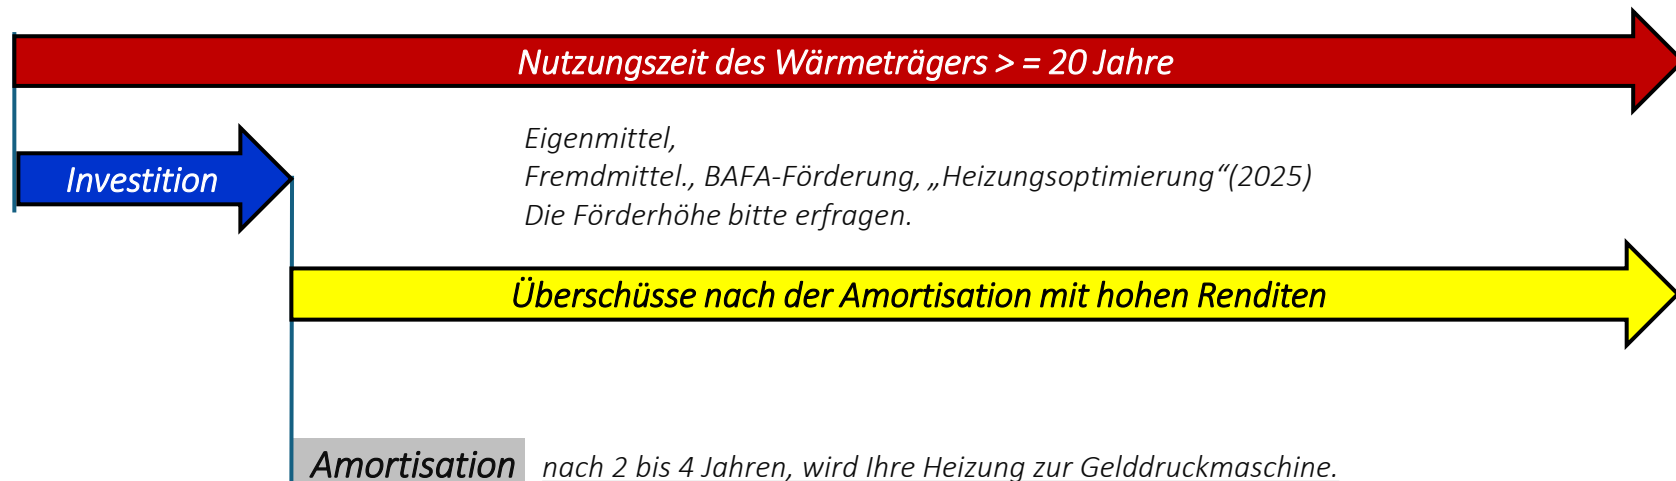 Nutzungszeit des Wärmeträgers > = 20 Jahre
Eigenmittel,
Investition
Fremdmittel., BAFA-Förderung, „Heizungsoptimierung“(2025)
Die Förderhöhe bitte erfragen.
Überschüsse nach der Amortisation mit hohen Renditen
Amortisation nach 2 bis 4 Jahren, wird Ihre Heizung zur Gelddruckmaschine.